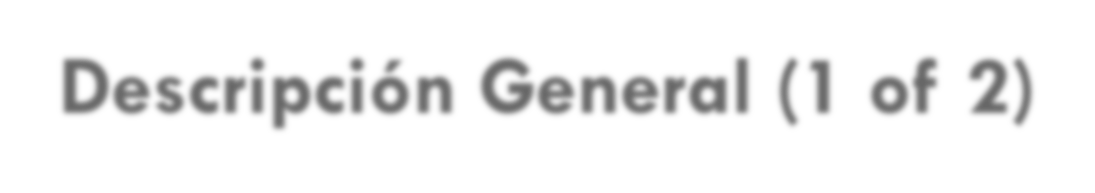 Descripción General (1 of 2)